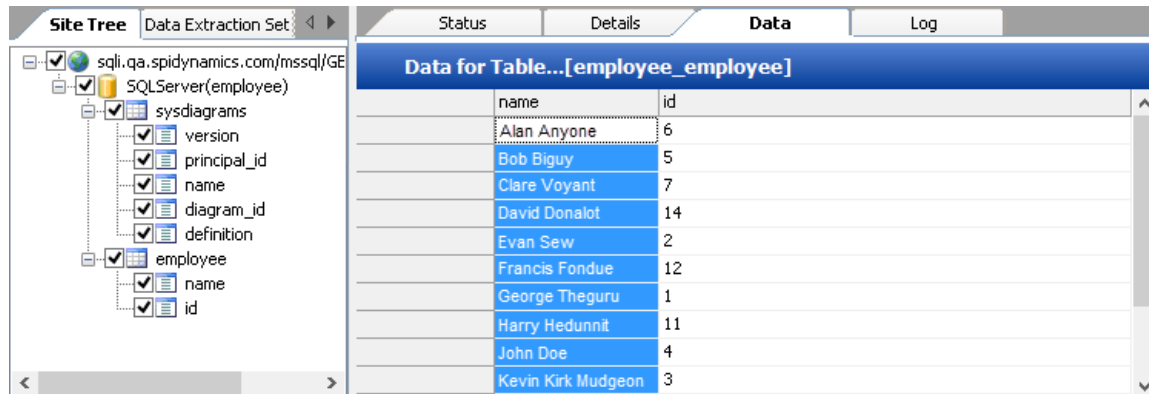 Site Tree Data Extraction Set
sqli.qa.spidynamics.com/mssql/GE
SQLServer(employee)
sysdiagrams
version
principal_id
name
diagram_id
definition
employee
name
id
Status Details Data Log
Data for Table...[employee_employee]
name id
Alan Anyone 6
Bob Biguy 5
Clare Voyant 7
David Donalot 14
Evan Sew 2
Francis Fondue 12
George Theguru 1
Harry Hedunnit 11
John Doe 4
Kevin Kirk Mudgeon 3